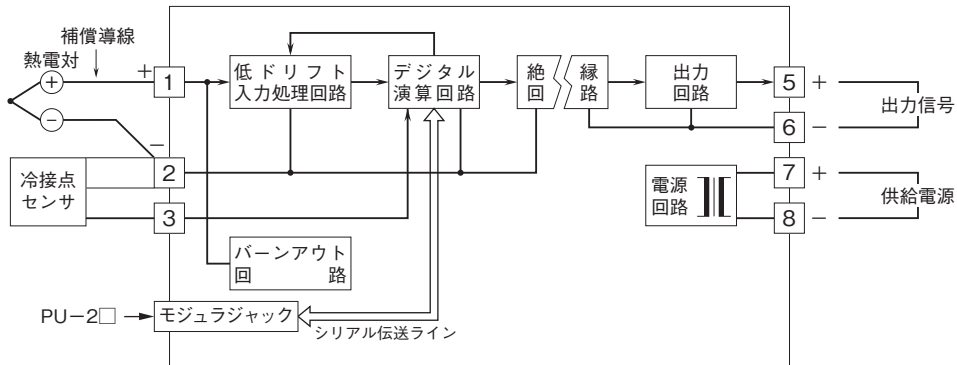 補償導線
熱電対
+
−
+
−
1
2
3
冷接点
センサ
低ドリフト
入力処理回路
デジタル
演算回路
絶 縁
回 路
出力
回路
5 +
6 −
出力信号
7 +
8 −
供給電源
電源
回路
バーンアウト
回 路
PU−2□
モジュラジャック
シリアル伝送ライン